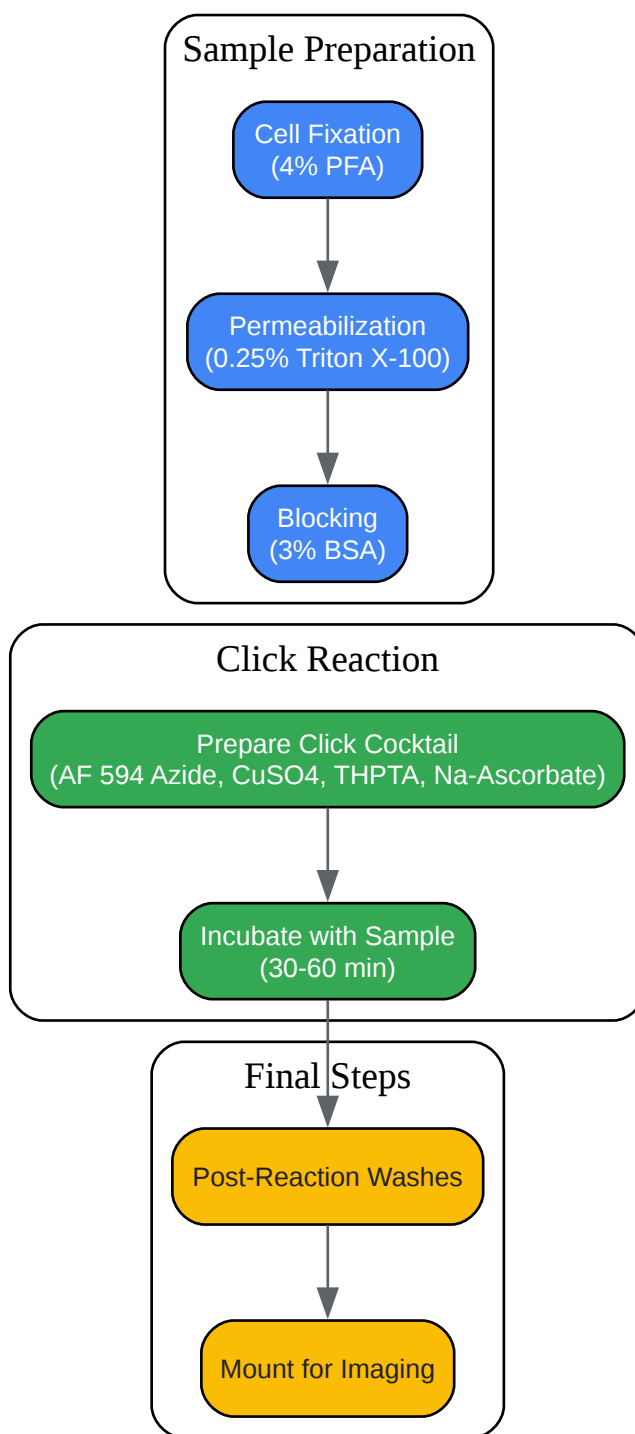 Sample Preparation
Cell Fixation
(4% PFA)
Permeabilization
(0.25% Triton X-100)
Blocking
(3% BSA)
Click Reaction
Prepare Click Cocktail
(AF 594 Azide, CuSO4, THPTA, Na-Ascorbate)
Incubate with Sample
(30-60 min)
Final Steps
Post-Reaction Washes
Mount for Imaging